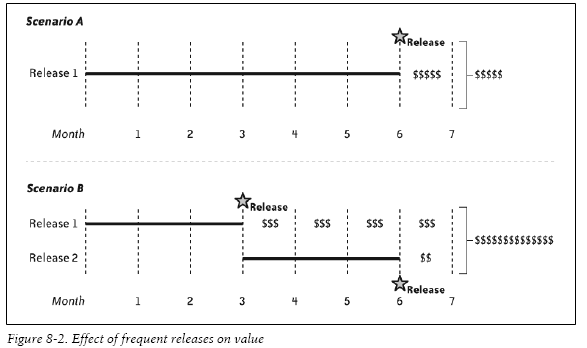 Scenario A
Release
Release 1 $$$$$ $$$$$
Month 1 2 3 4 5 6 7
Scenario B
Release
Release 1 $$$ $$$ $$$ $$$
$$$$$$$$$$$$$$
Release 2 $$
Release
Month 1 2 3 4 5 6 7
Figure 8-2. Effect of frequent releases on value